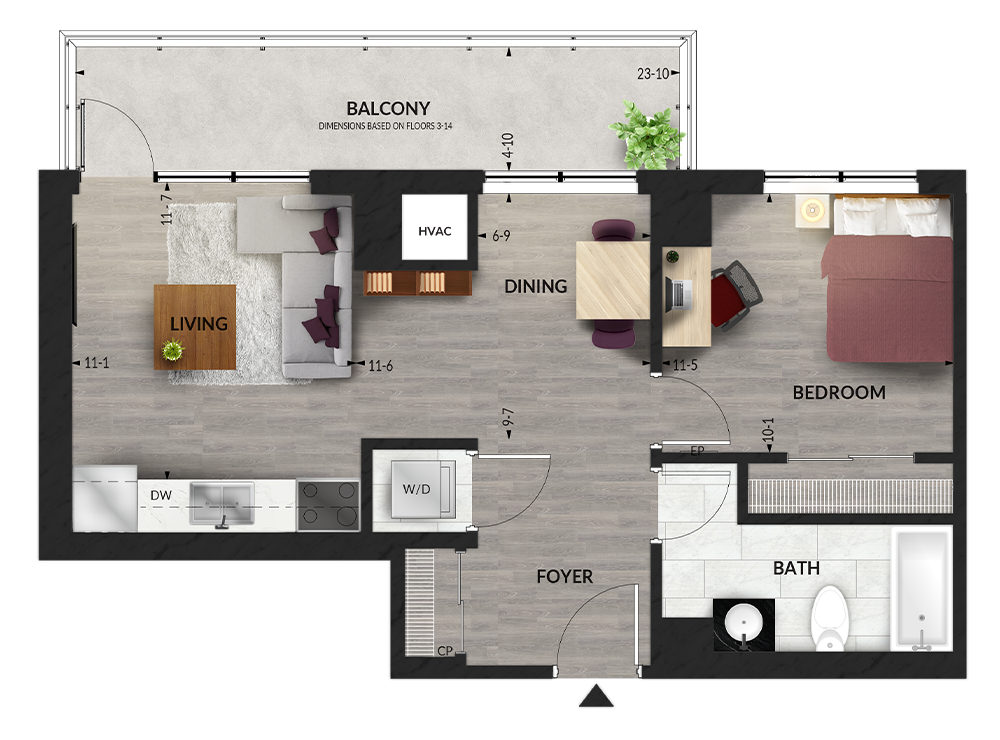 23-10
BALCONY
DIMENSIONS BASED ON FLOORS 3-14
4-10
11-7
HVAC
6-9
DINING
LIVING
11-1
11-6
11-5
BEDROOM
9-7
10-1
EP
W/D
DW
BATH
FOYER
CP